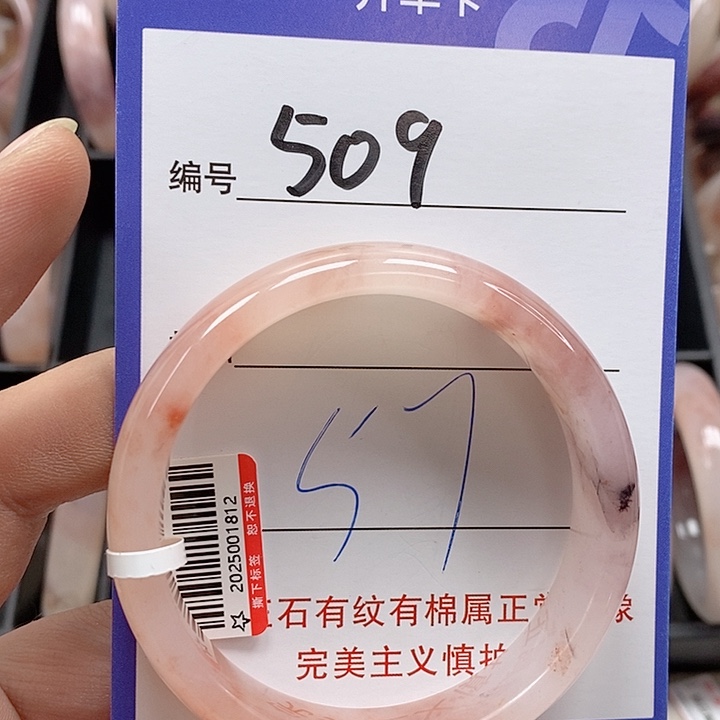 编号 509
57
2025001812
撕下标签 恕不退换
石有纹有棉属正
完美主义慎拍